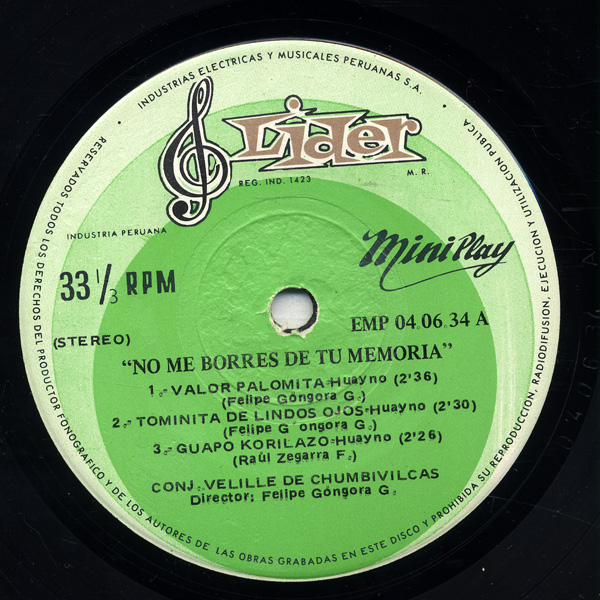 INDUSTRIAS ELECTRICAS Y MUSICALES PERUANAS S.A.
Lider
REG. IND. 1423
M. R.
INDUSTRIA PERUANA
MiniPlay
33 1/3 RPM
(STEREO)
EMP 04.06.34 A
"NO ME BORRES DE TU MEMORIA"
1.- VALOR PALOMITA-Huayno (2'36)
(Felipe Góngora G.)
2.- TOMINITA DE LINDOS OJOS-Huayno (2'30)
(Felipe G´ongora G.)
3.- GUAPO KORILAZO-Huayno (2'26)
(Raúl Zegarra F.)
CONJ. VELILLE DE CHUMBIVILCAS
Director; Felipe Góngora G.
RESERVADOS TODOS LOS DERECHOS DEL PRODUCTOR FONOGRAFICO Y DE LOS AUTORES DE LAS OBRAS GRABADAS EN ESTE DISCO Y PROHIBIDA SU REPRODUCCION, RADIODIFUSION, EJECUCION Y UTILIZACION PUBLICA